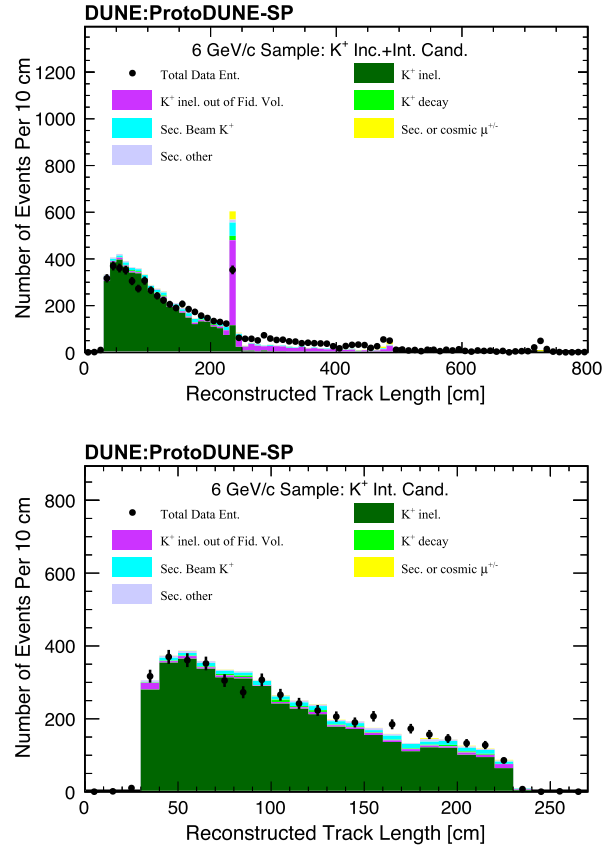 DUNE:ProtoDUNE-SP
6 GeV/c Sample: K⁺ Inc.+Int. Cand.
Total Data Ent.
K⁺ inel.
K⁺ inel. out of Fid. Vol.
K⁺ decay
Sec. Beam K⁺
Sec. or cosmic μ⁺/⁻
Sec. other
Number of Events Per 10 cm
1200
1000
800
600
400
200
0
0 200 400 600 800
Reconstructed Track Length [cm]
DUNE:ProtoDUNE-SP
6 GeV/c Sample: K⁺ Int. Cand.
Total Data Ent.
K⁺ inel.
K⁺ inel. out of Fid. Vol.
K⁺ decay
Sec. Beam K⁺
Sec. or cosmic μ⁺/⁻
Sec. other
Number of Events Per 10 cm
800
600
400
200
0
0 50 100 150 200 250
Reconstructed Track Length [cm]